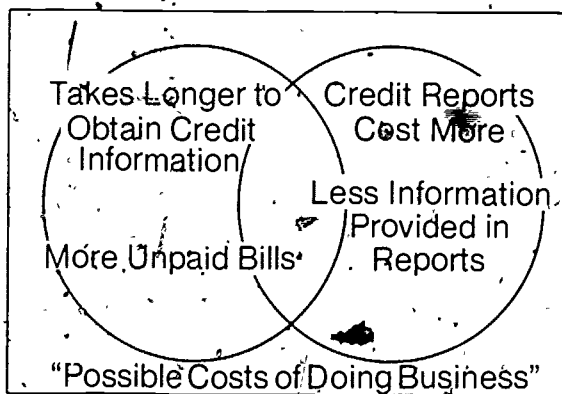 Takes Longer to
Obtain Credit
Information
More Unpaid Bills
Credit Reports
Cost More
Less Information
Provided in
Reports
"Possible Costs of Doing Business"